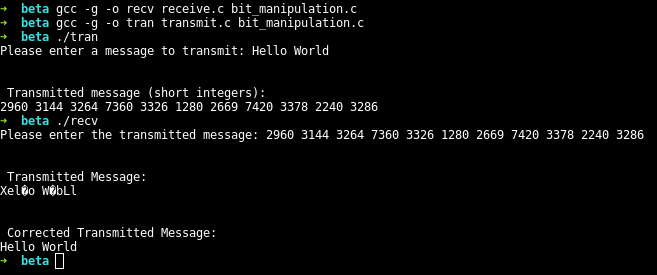 ➜ beta gcc -g -o recv receive.c bit_manipulation.c
➜ beta gcc -g -o tran transmit.c bit_manipulation.c
➜ beta ./tran
Please enter a message to transmit: Hello World
Transmitted message (short integers):
2960 3144 3264 7360 3326 1280 2669 7420 3378 2240 3286
➜ beta ./recv
Please enter the transmitted message: 2960 3144 3264 7360 3326 1280 2669 7420 3378 2240 3286
Transmitted Message:
Xel�o W�bLl
Corrected Transmitted Message:
Hello World
➜ beta